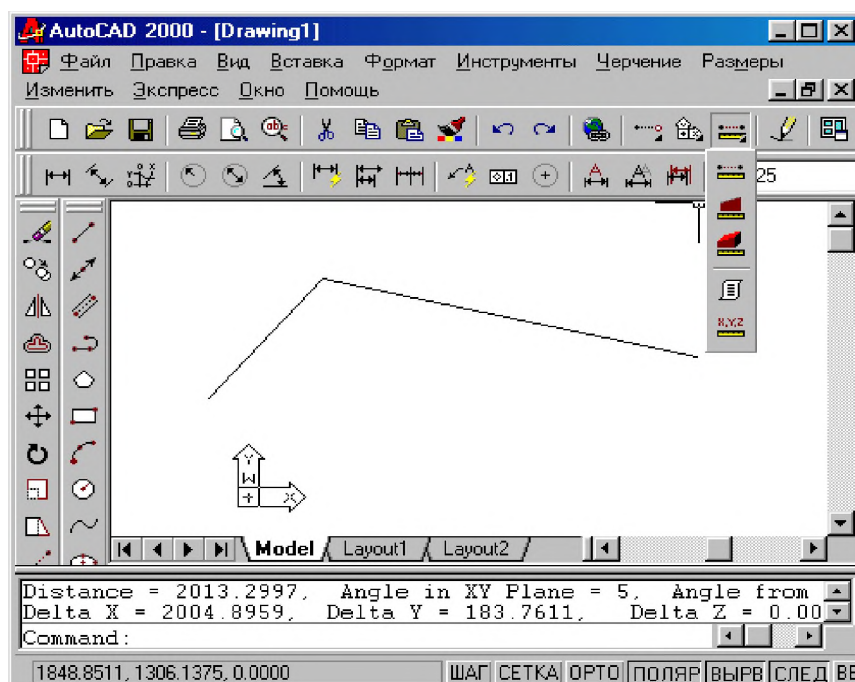 AutoCAD 2000 - [Drawing1]
Файл Правка Вид Вставка Формат Инструменты Черчение Размеры
Изменить Экспресс Окно Помощь
abc
25
X,Y,Z
Y
W
X
Model Layout1 Layout2
Distance = 2013.2997, Angle in XY Plane = 5, Angle from
Delta X = 2004.8959, Delta Y = 183.7611, Delta Z = 0.00
Command:
1848.8511, 1306.1375, 0.0000 ШАГ СЕТКА ОРТО ПОЛЯР ВЫРВ СЛЕД ВЕ